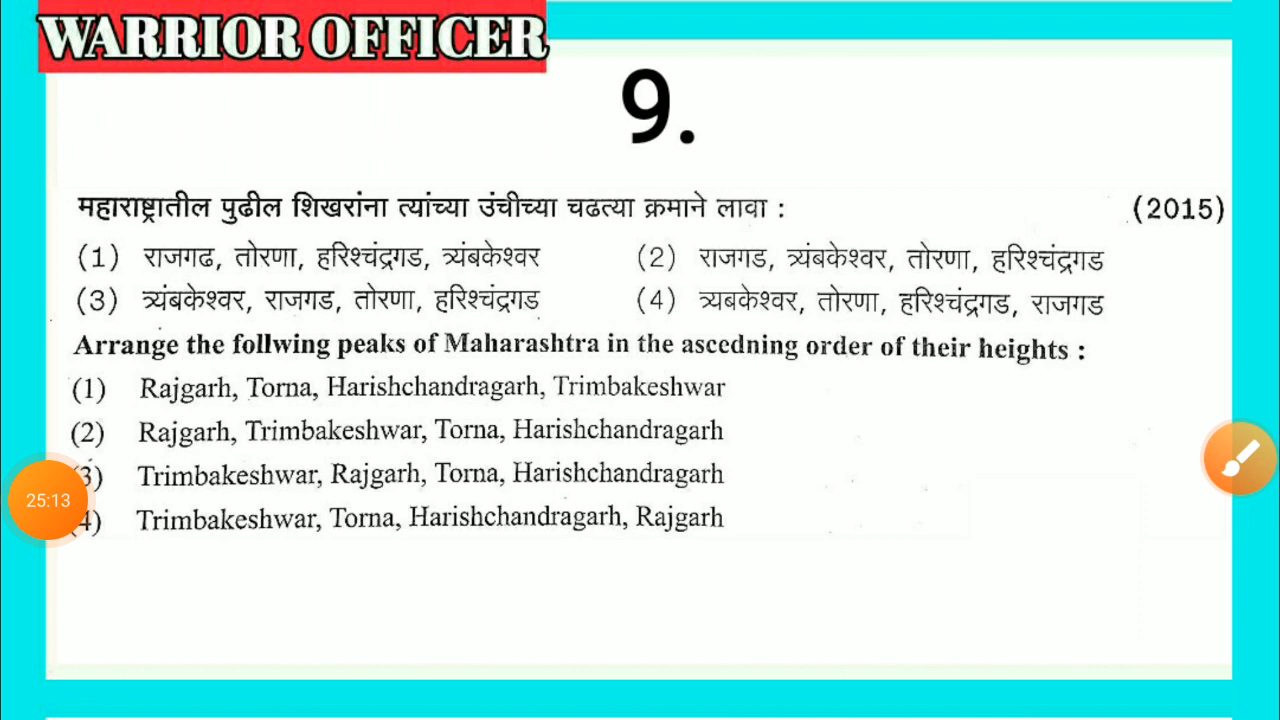 WARRIOR OFFICER
9.
महाराष्ट्रातील पुढील शिखरांना त्यांच्या उंचीच्या चढत्या क्रमाने लावा : (2015)
(1) राजगढ, तोरणा, हरिश्चंद्रगड, त्र्यंबकेश्वर (2) राजगड, त्र्यंबकेश्वर, तोरणा, हरिश्चंद्रगड
(3) त्र्यंबकेश्वर, राजगड, तोरणा, हरिश्चंद्रगड (4) त्र्यबकेश्वर, तोरणा, हरिश्चंद्रगड, राजगड
Arrange the follwing peaks of Maharashtra in the ascedning order of their heights :
(1) Rajgarh, Torna, Harishchandragarh, Trimbakeshwar
(2) Rajgarh, Trimbakeshwar, Torna, Harishchandragarh
3) Trimbakeshwar, Rajgarh, Torna, Harishchandragarh
25:13
(4) Trimbakeshwar, Torna, Harishchandragarh, Rajgarh